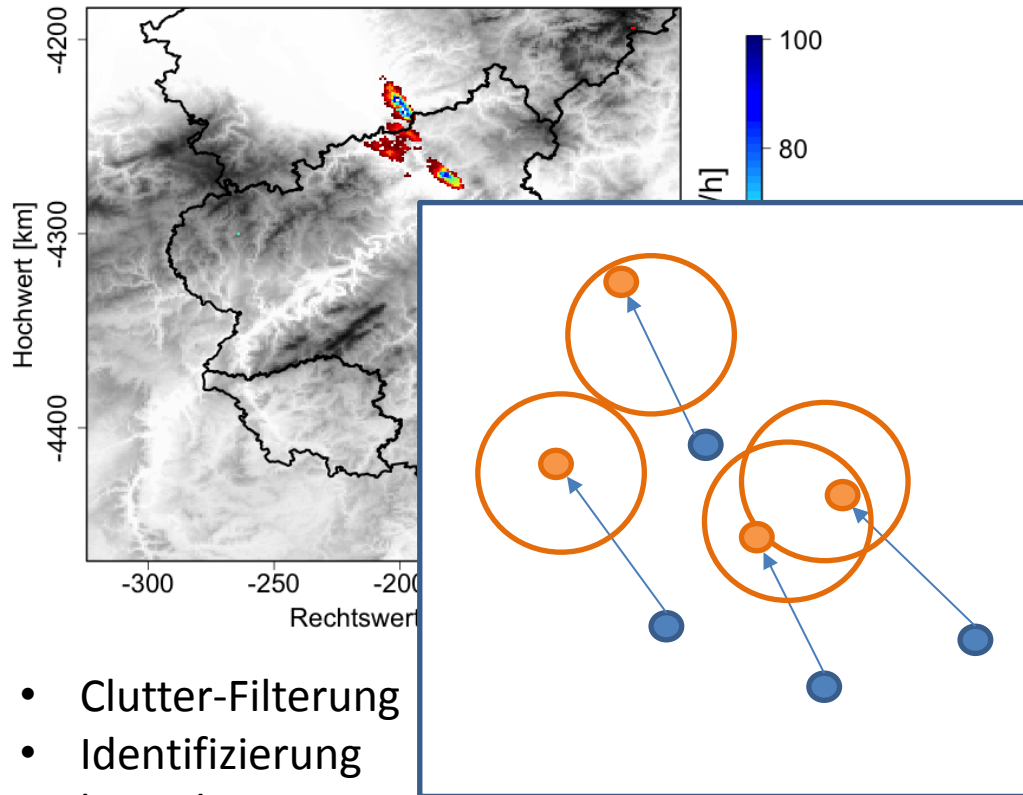 -4200
-4300
-4400
Hochwert [km]
-300
-250
-200
Rechtswert
100
80
/h]
• Clutter-Filterung
• Identifizierung